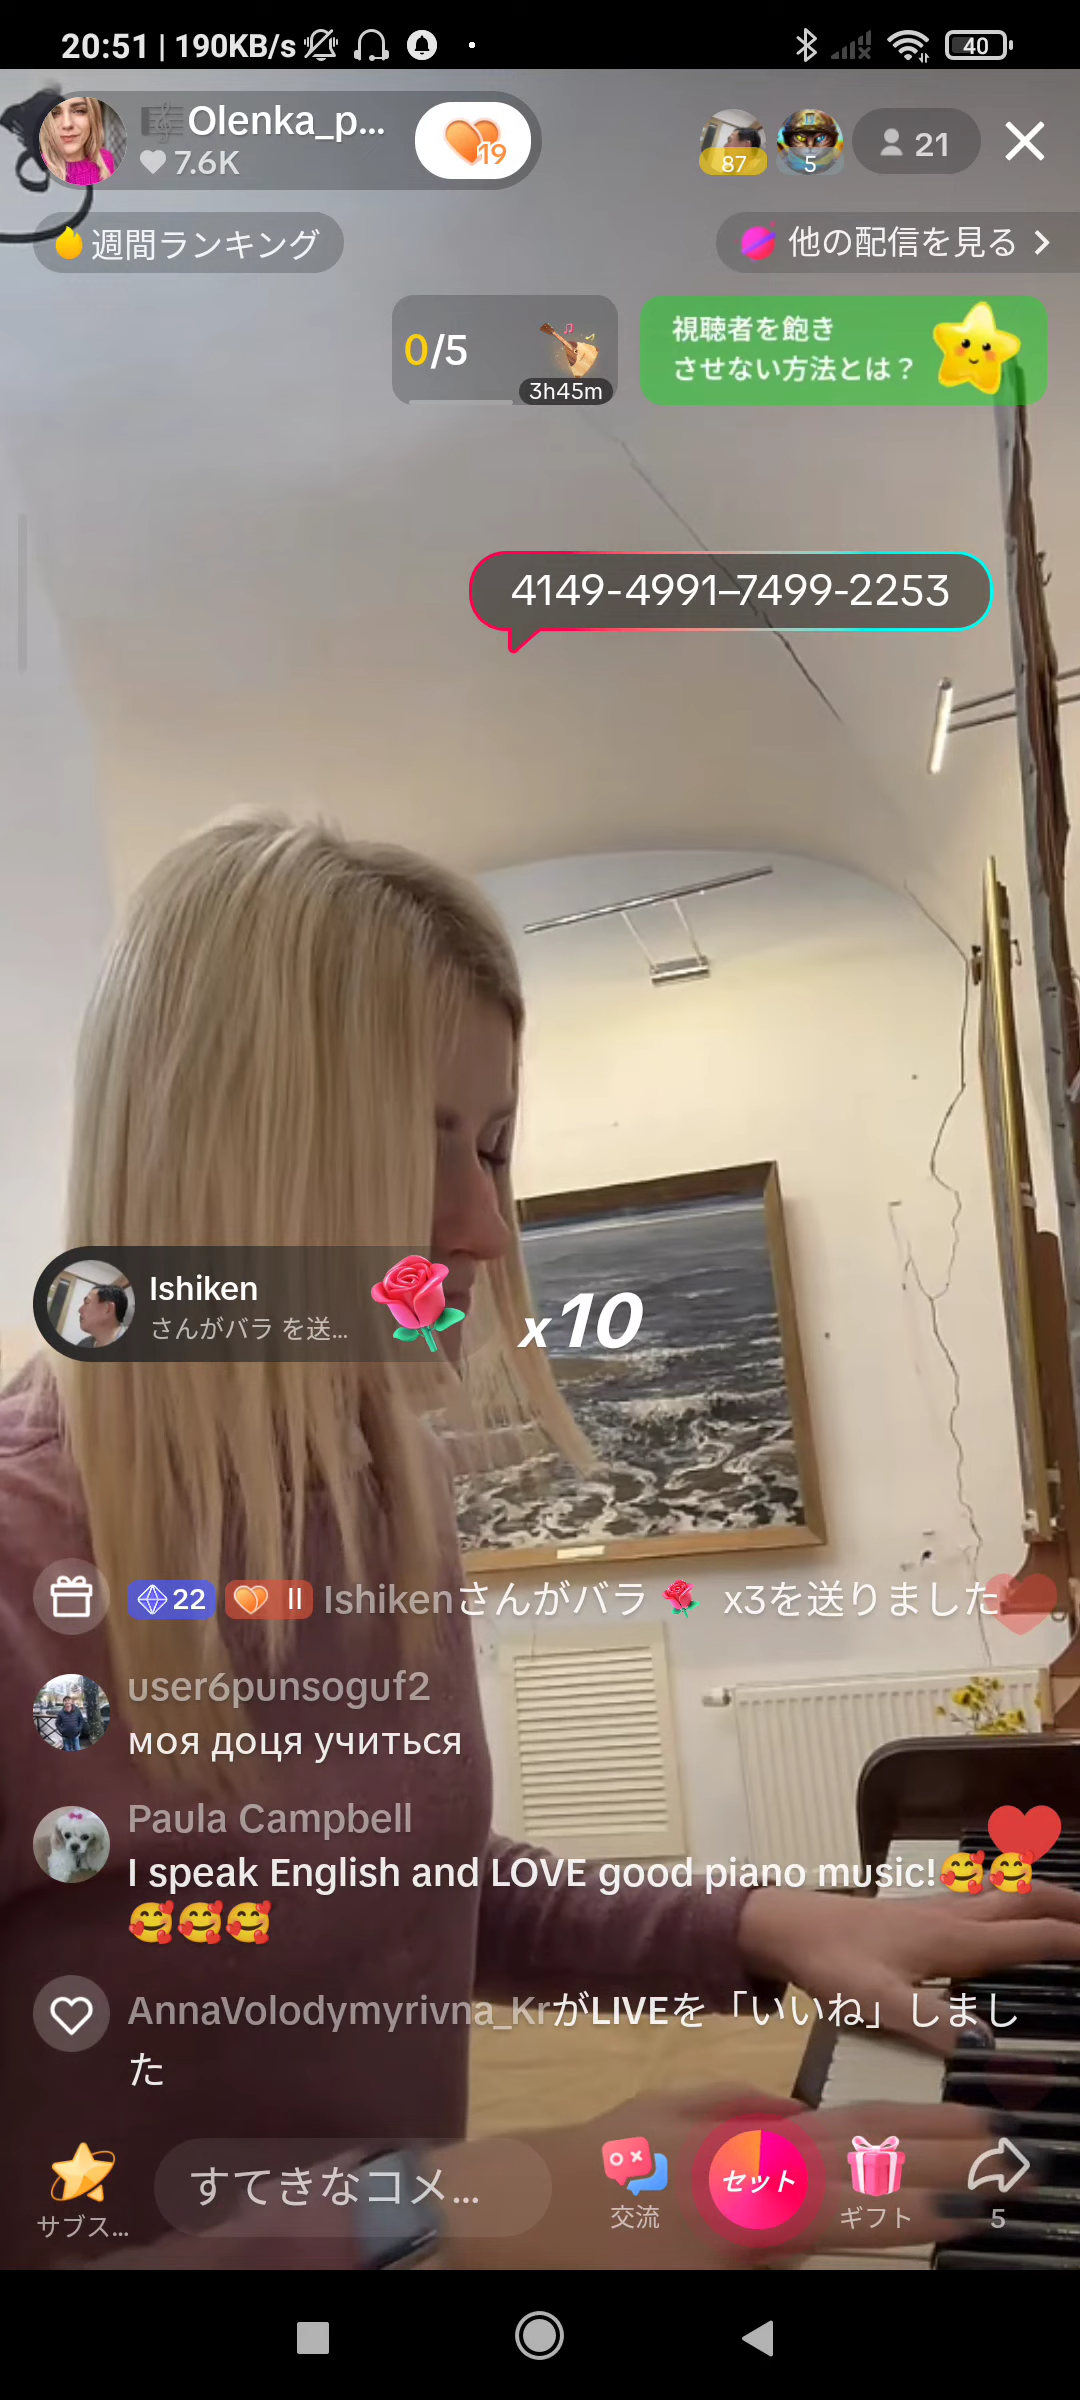 20:51 | 190KB/s
40
Olenka_p...
7.6K
19
87
5
21
週間ランキング
他の配信を見る
0/5
3h45m
視聴者を飽き
させない方法とは？
4149-4991–7499-2253
Ishiken
さんがバラ を送...
x10
22 II Ishikenさんがバラ x3を送りました
user6punsoguf2
моя доця учиться
Paula Campbell
I speak English and LOVE good piano music!🥰🥰
🥰🥰🥰
AnnaVolodymyrivna_KrがLIVEを「いいね」しまし
た
サブス...
すてきなコメ...
交流
セット
ギフト
5